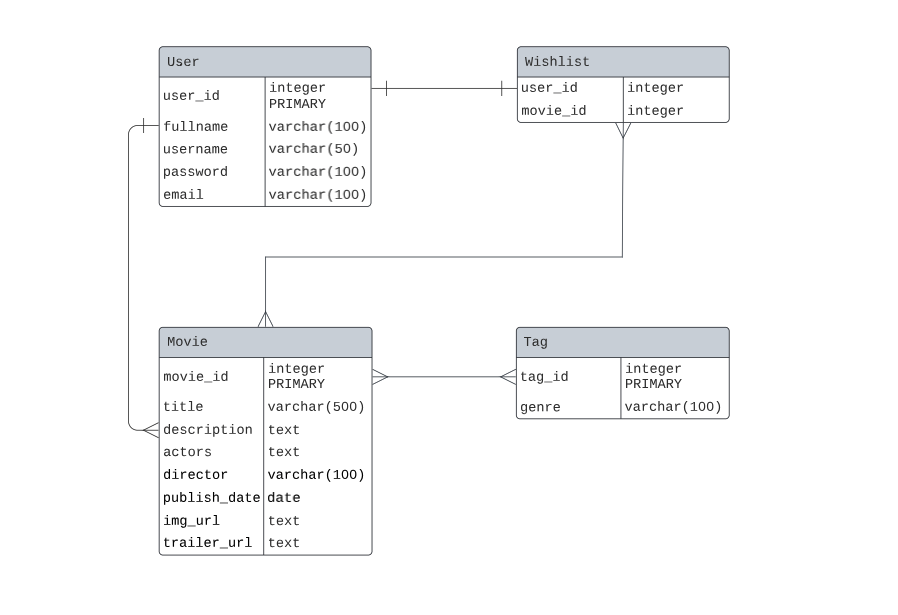 User
user_id integer
PRIMARY
fullname varchar(100)
username varchar(50)
password varchar(100)
email varchar(100)
Wishlist
user_id integer
movie_id integer
Movie
movie_id integer
PRIMARY
title varchar(500)
description text
actors text
director varchar(100)
publish_date date
img_url text
trailer_url text
Tag
tag_id integer
PRIMARY
genre varchar(100)